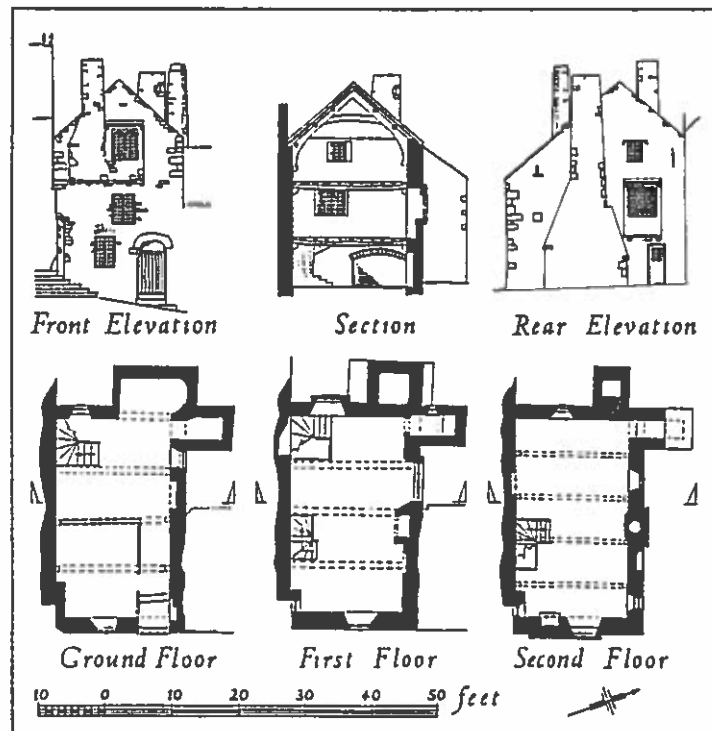 Front Elevation
Section
Rear Elevation
Ground Floor
First Floor
Second Floor
10 0 10 20 30 40 50 feet